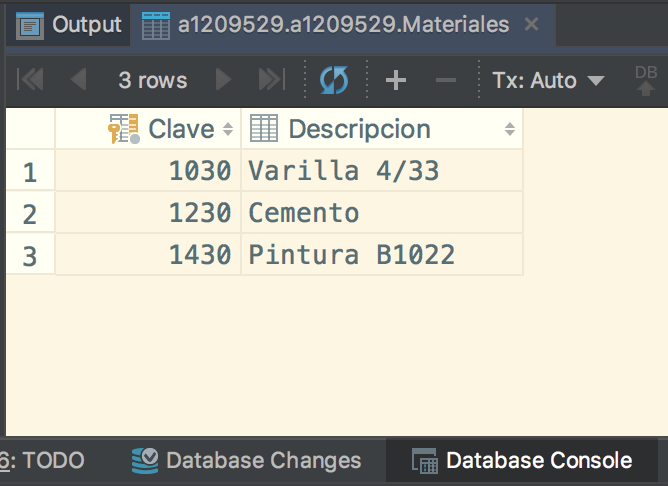 Output a1209529.a1209529.Materiales ×
3 rows + − Tx: Auto DB
Clave Descripcion
1 1030 Varilla 4/33
2 1230 Cemento
3 1430 Pintura B1022
6: TODO Database Changes Database Console